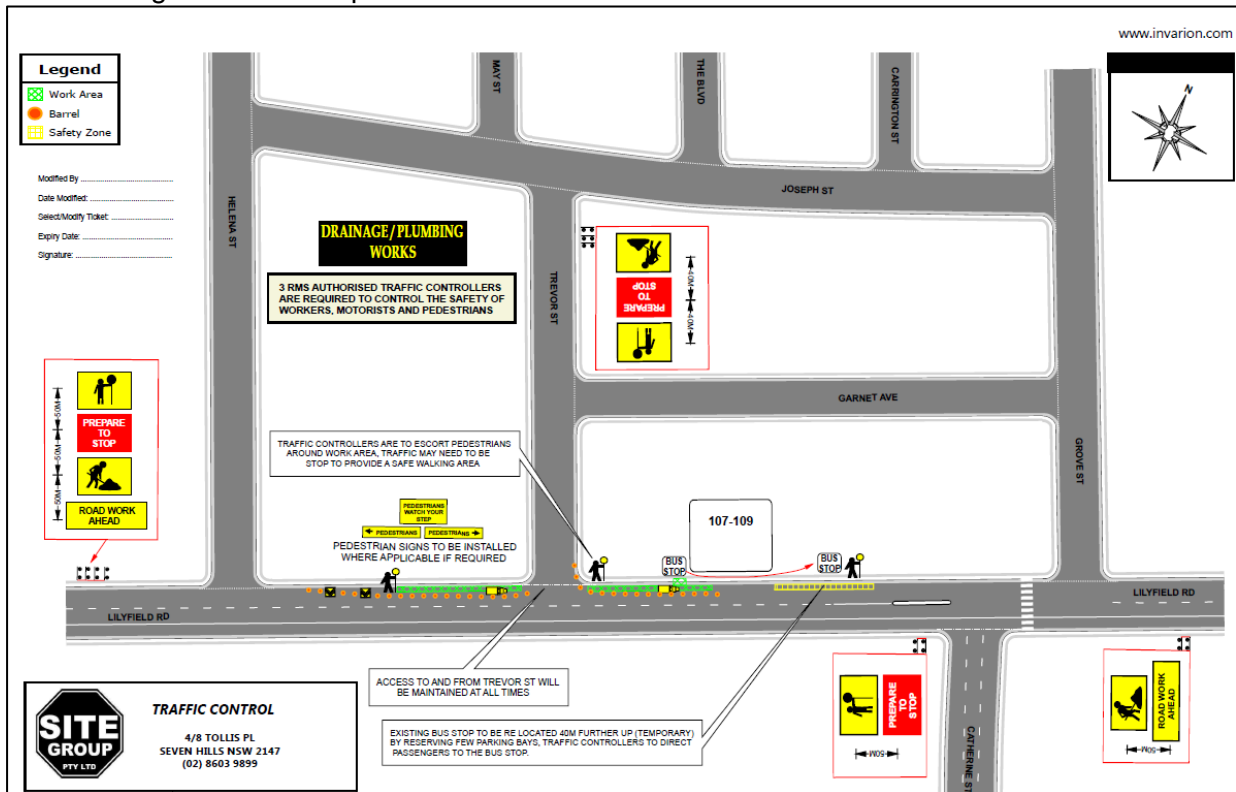 www.invarion.com
Legend
Work Area
Barrel
Safety Zone
N
Modified By
Date Modified:
Select/Modify Ticket:
Expiry Date:
Signature:
HELENA ST
MAY ST
THE BLVD
CARRINGTON ST
JOSEPH ST
TREVOR ST
GARNET AVE
GROVE ST
DRAINAGE/PLUMBING
WORKS
3 RMS AUTHORISED TRAFFIC CONTROLLERS
ARE REQUIRED TO CONTROL THE SAFETY OF
WORKERS, MOTORISTS AND PEDESTRIANS
PREPARE
TO
STOP
40M
40M
PREPARE
TO
STOP
ROAD WORK
AHEAD
50M
50M
50M
TRAFFIC CONTROLLERS ARE TO ESCORT PEDESTRIANS
AROUND WORK AREA, TRAFFIC MAY NEED TO BE
STOP TO PROVIDE A SAFE WALKING AREA
PEDESTRIANS
WATCH YOUR
STEP
PEDESTRIANS
PEDESTRIANS
PEDESTRIAN SIGNS TO BE INSTALLED
WHERE APPLICABLE IF REQUIRED
107-109
BUS
STOP
BUS
STOP
LILYFIELD RD
LILYFIELD RD
ACCESS TO AND FROM TREVOR ST WILL
BE MAINTAINED AT ALL TIMES
EXISTING BUS STOP TO BE RE LOCATED 40M FURTHER UP (TEMPORARY)
BY RESERVING FEW PARKING BAYS, TRAFFIC CONTROLLERS TO DIRECT
PASSENGERS TO THE BUS STOP.
PREPARE
TO
STOP
50M
CATHERINE ST
ROAD WORK
AHEAD
50M
SITE
GROUP
PTY LTD
TRAFFIC CONTROL
4/8 TOLLIS PL
SEVEN HILLS NSW 2147
(02) 8603 9899